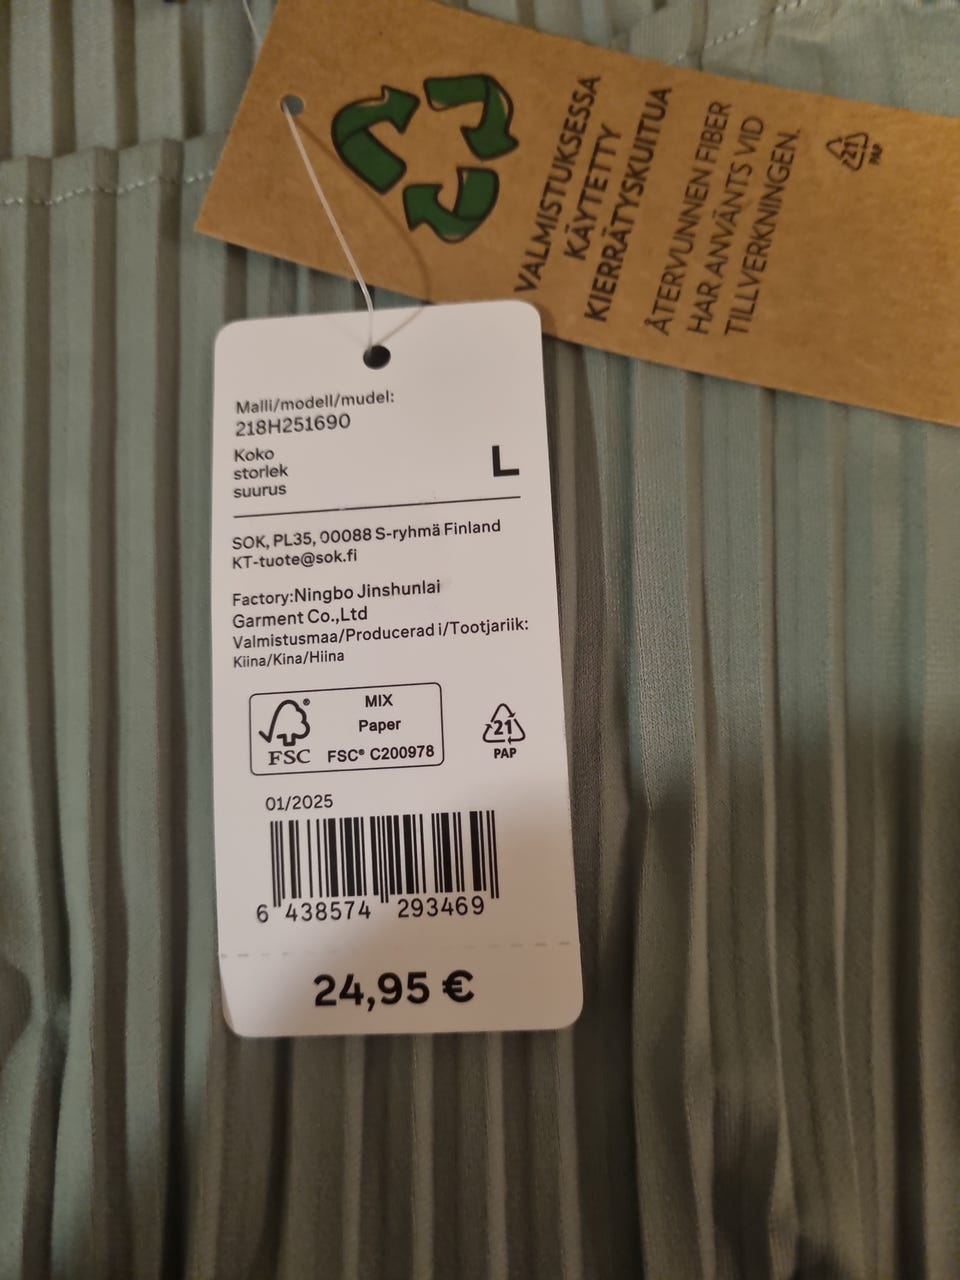 VALMISTUKSESSA
KÄYTETTY
KIERRÄTYSKUITUA
ÅTERVUNNEN FIBER
HAR ANVÄNTS VID
TILLVERKNINGEN.
21
PAP
Malli/modell/mudel:
218H251690
Koko
storlek
suurus
L
SOK, PL35, 00088 S-ryhmä Finland
KT-tuote@sok.fi
Factory:Ningbo Jinshunlai
Garment Co.,Ltd
Valmistusmaa/Producerad i/Tootjariik:
Kiina/Kina/Hiina
FSC®
MIX
Paper
FSC® C200978
21
PAP
01/2025
6 438574 293469
24,95 €